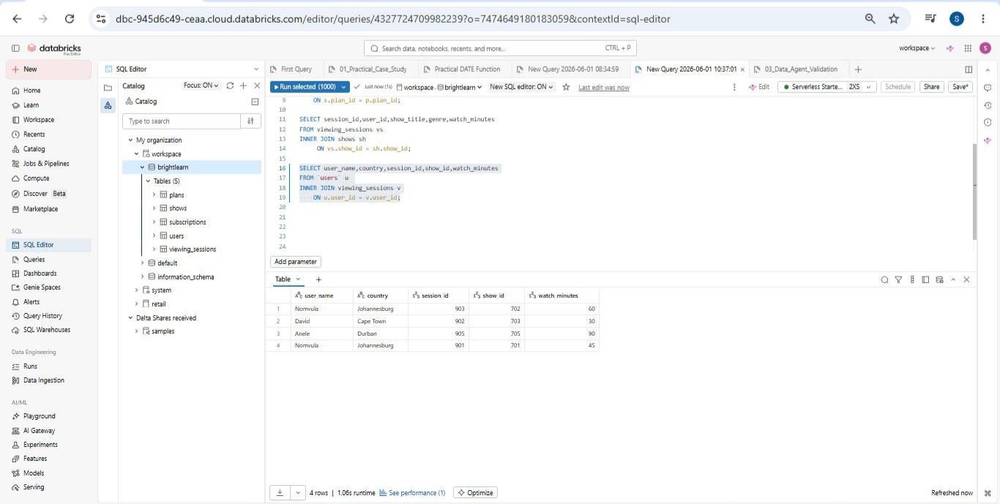 dbc-945d6c49-ceaa.cloud.databricks.com/editor/queries/4327724709982239?o=7474649180183059&contextId=sql-editor
S
databricks
Free Edition
Search data, notebooks, recents, and more...
CTRL + P
workspace
S
New
Home
Learn
Workspace
Recents
Catalog
Jobs & Pipelines
Compute
Discover Beta
Marketplace
SQL
SQL Editor
Queries
Dashboards
Genie Spaces
Alerts
Query History
SQL Warehouses
Data Engineering
Runs
Data Ingestion
AI/ML
Playground
AI Gateway
Experiments
Features
Models
Serving
SQL Editor
Catalog
Focus: ON
Catalog
Type to search
My organization
workspace
brightlearn
Tables (5)
plans
shows
subscriptions
users
viewing_sessions
default
information_schema
system
retail
Delta Shares received
samples
First Query
01_Practical_Case_Study
Practical DATE Function
New Query 2026-06-01 08:34:59
New Query 2026-06-01 10:37:01
03_Data_Agent_Validation
Run selected (1000)
Just now (1s)
workspace.
brightlearn
New SQL editor: ON
Last edit was now
Edit
Serverless Starte...
2XS
Schedule
Share
Save*
9 ON s.plan_id = p.plan_id;
10
11 SELECT session_id,user_id,show_title,genre,watch_minutes
12 FROM viewing_sessions vs
13 INNER JOIN shows sh
14 ON vs.show_id = sh.show_id;
15
16 SELECT user_name,country,session_id,show_id,watch_minutes
17 FROM `users` u
18 INNER JOIN viewing_sessions v
19 ON u.user_id = v.user_id;
20
21
22
23
24
Add parameter
Table
user_name country session_id show_id watch_minutes
1 Nomvula Johannesburg 903 702 60
2 David Cape Town 902 703 30
3 Anele Durban 905 705 90
4 Nomvula Johannesburg 901 701 45
4 rows | 1.06s runtime
See performance (1)
Optimize
Refreshed now